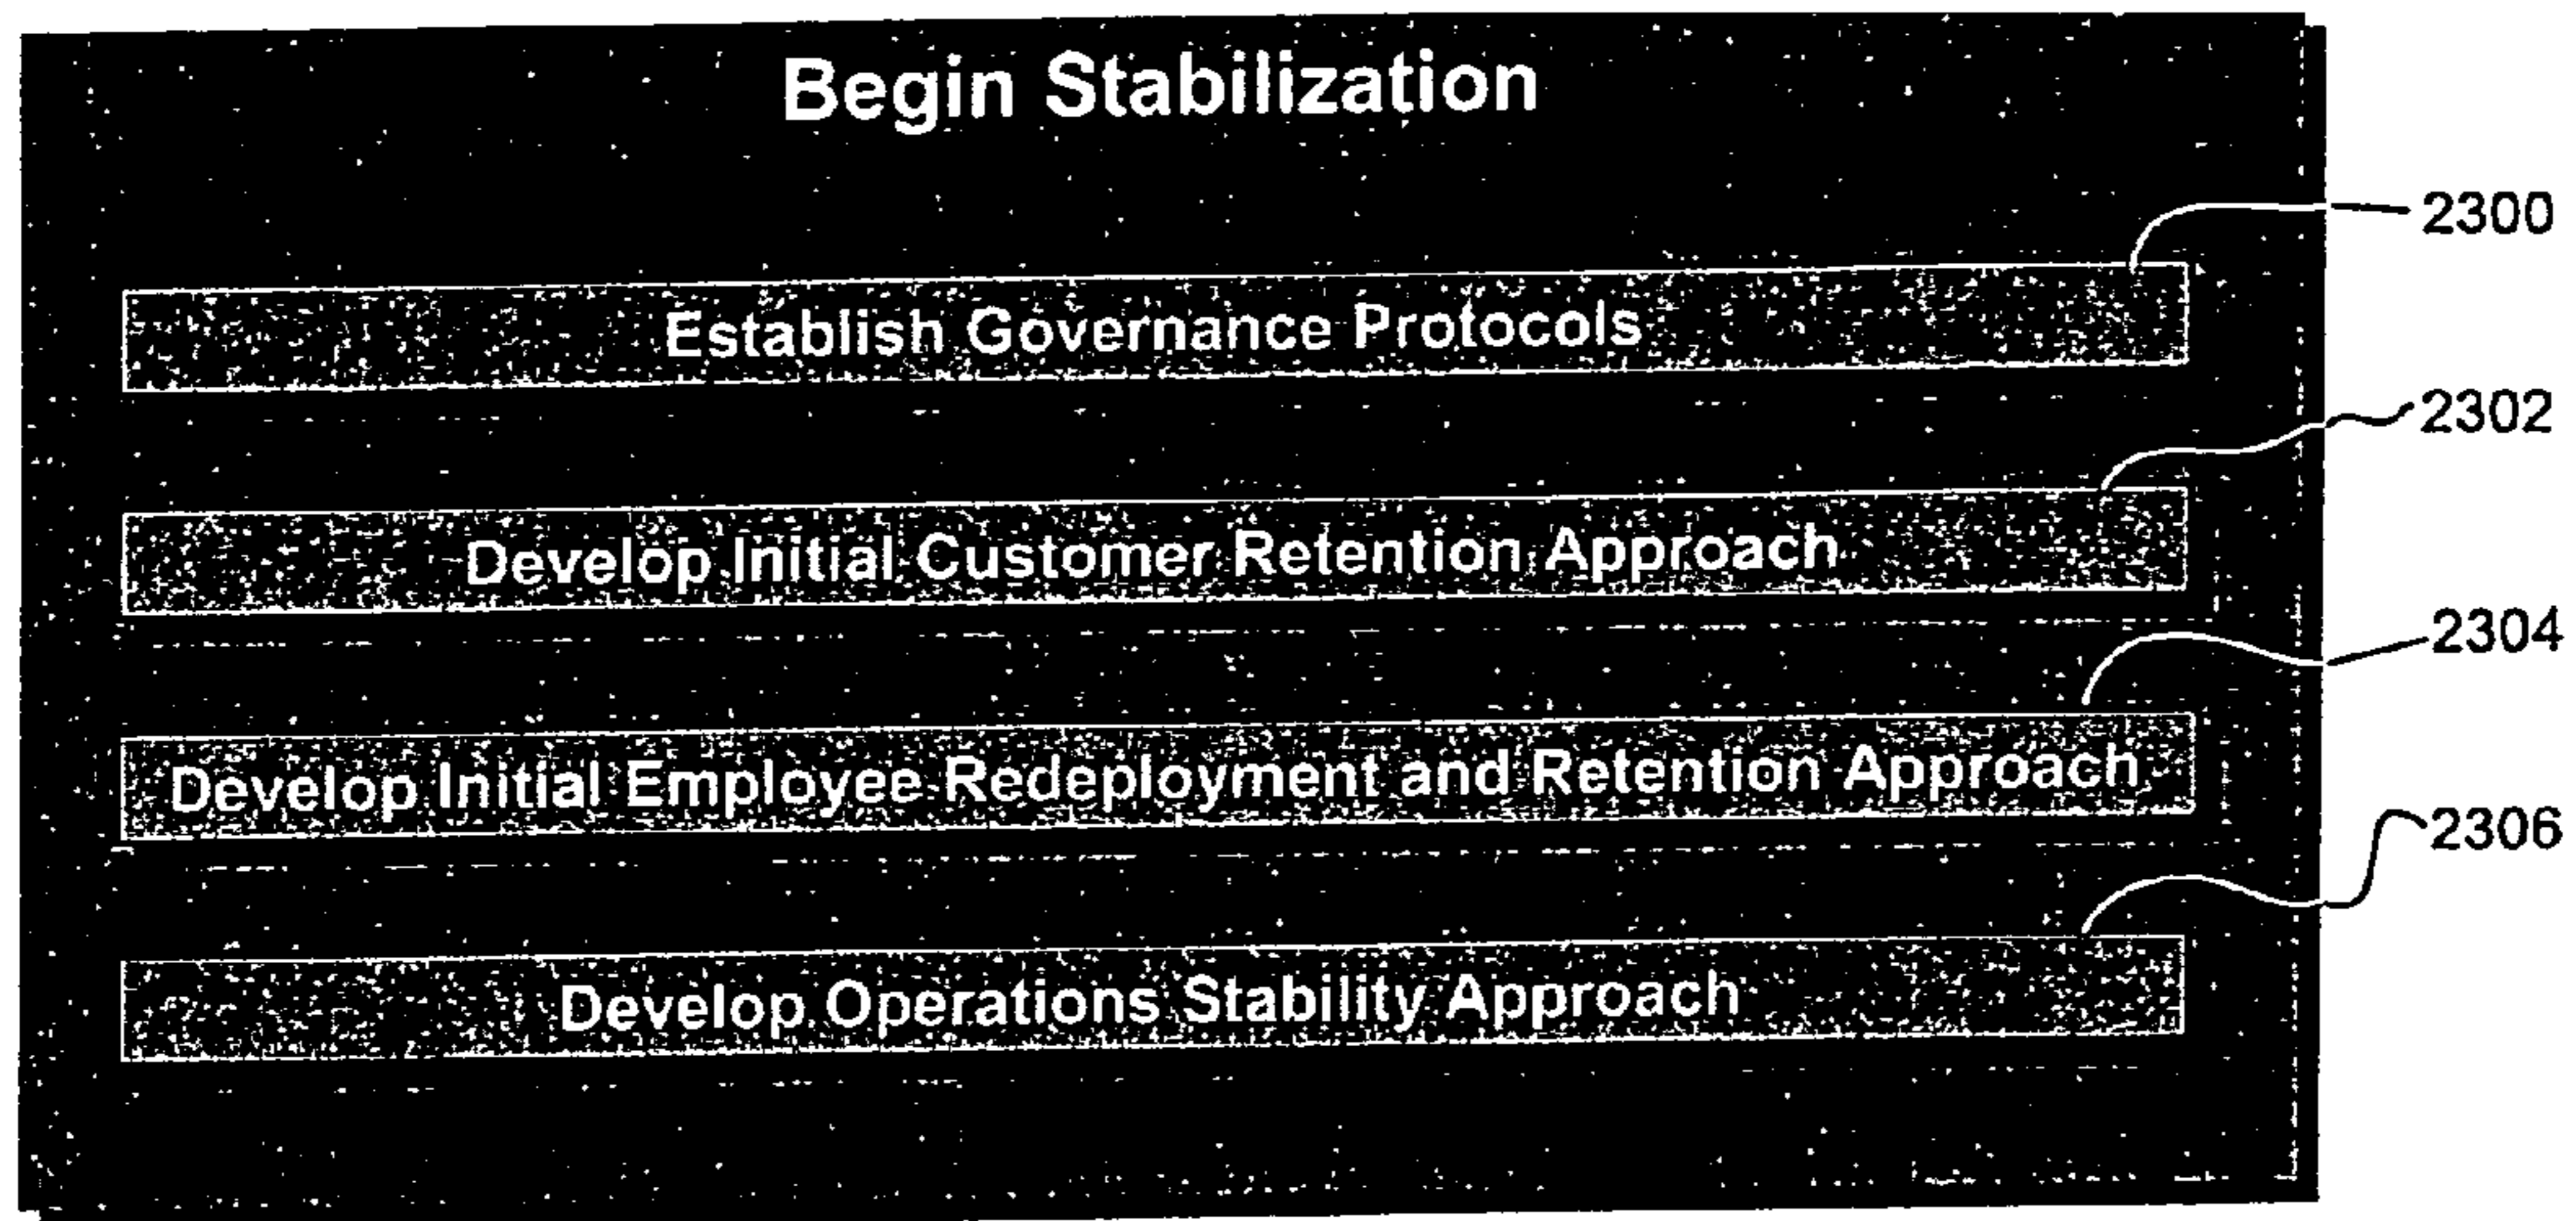 Begin Stabilization
2300
Establish Governance Protocols
2302
Develop Initial Customer Retention Approach
2304
Develop Initial Employee Redeployment and Retention Approach
2306
Develop Operations Stability Approach